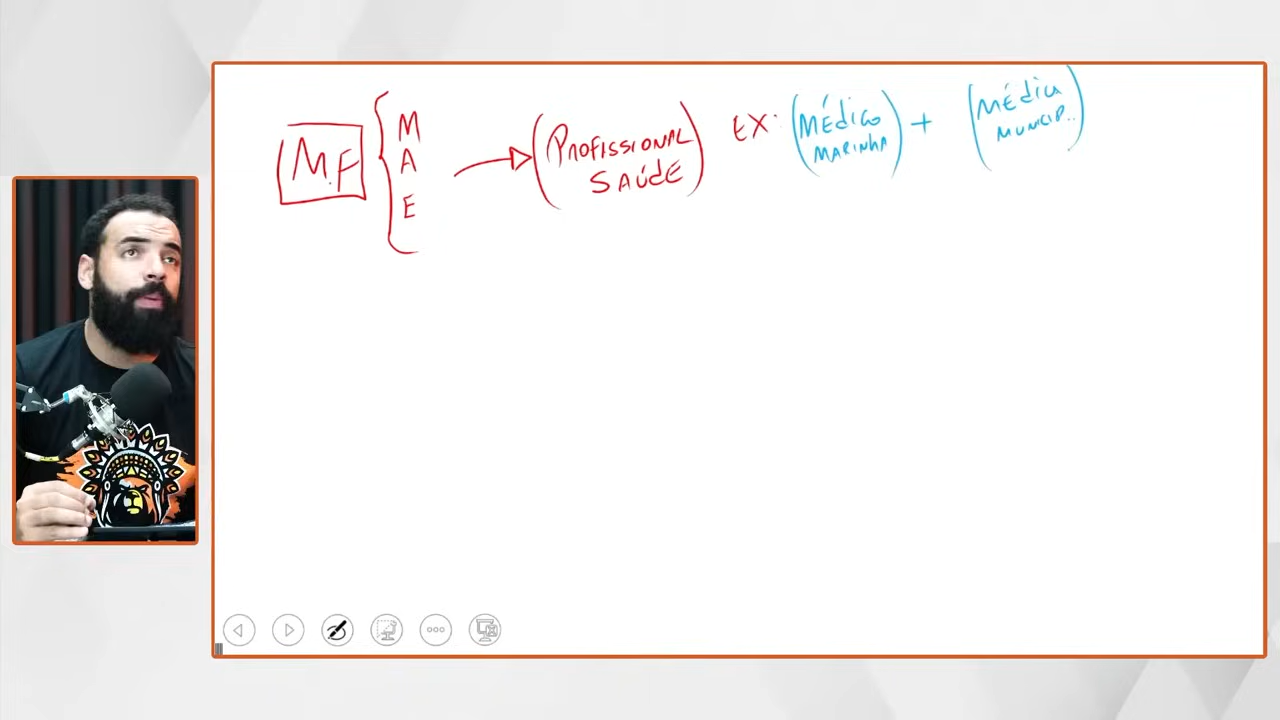 M.F
M
A
E
(PROFISSIONAL
SAÚDE)
EX:
(MÉDICO
MARINHA)
+
(MÉDICO
MUNICIP..)